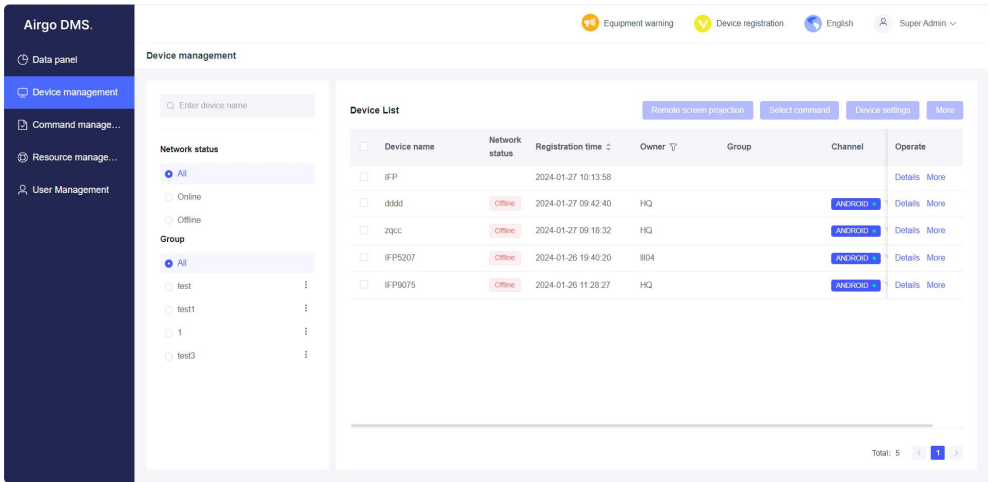 Airgo DMS.
Equipment warning
Device registration
English
Super Admin
Data panel
Device management
Command manage...
Resource manage...
User Management
Device management
Enter device name
Network status
All
Online
Offline
Group
All
test
test1
1
test3
Device List
Remote screen projection Select command Device settings More
Device name Network status Registration time Owner Group Channel Operate
IFP 2024-01-27 10:13:58 Details More
dddd Offline 2024-01-27 09:42:40 HQ ANDROID Details More
zqcc Offline 2024-01-27 09:18:32 HQ ANDROID Details More
IFP5207 Offline 2024-01-26 19:40:20 lll04 ANDROID Details More
IFP9075 Offline 2024-01-26 11:28:27 HQ ANDROID Details More
Total: 5 < 1 >